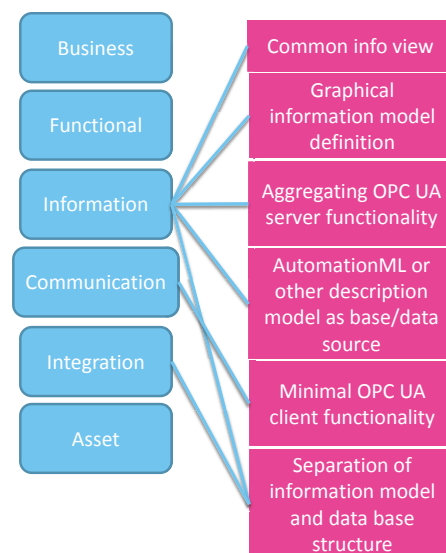 Business
Functional
Information
Communication
Integration
Asset
Common info view
Graphical
information model
definition
Aggregating OPC UA
server functionality
AutomationML or
other description
model as base/data
source
Minimal OPC UA
client functionality
Separation of
information model
and data base
structure